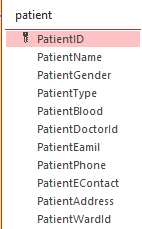 patient
PatientID
PatientName
PatientGender
PatientType
PatientBlood
PatientDoctorId
PatientEamil
PatientPhone
PatientEContact
PatientAddress
PatientWardId